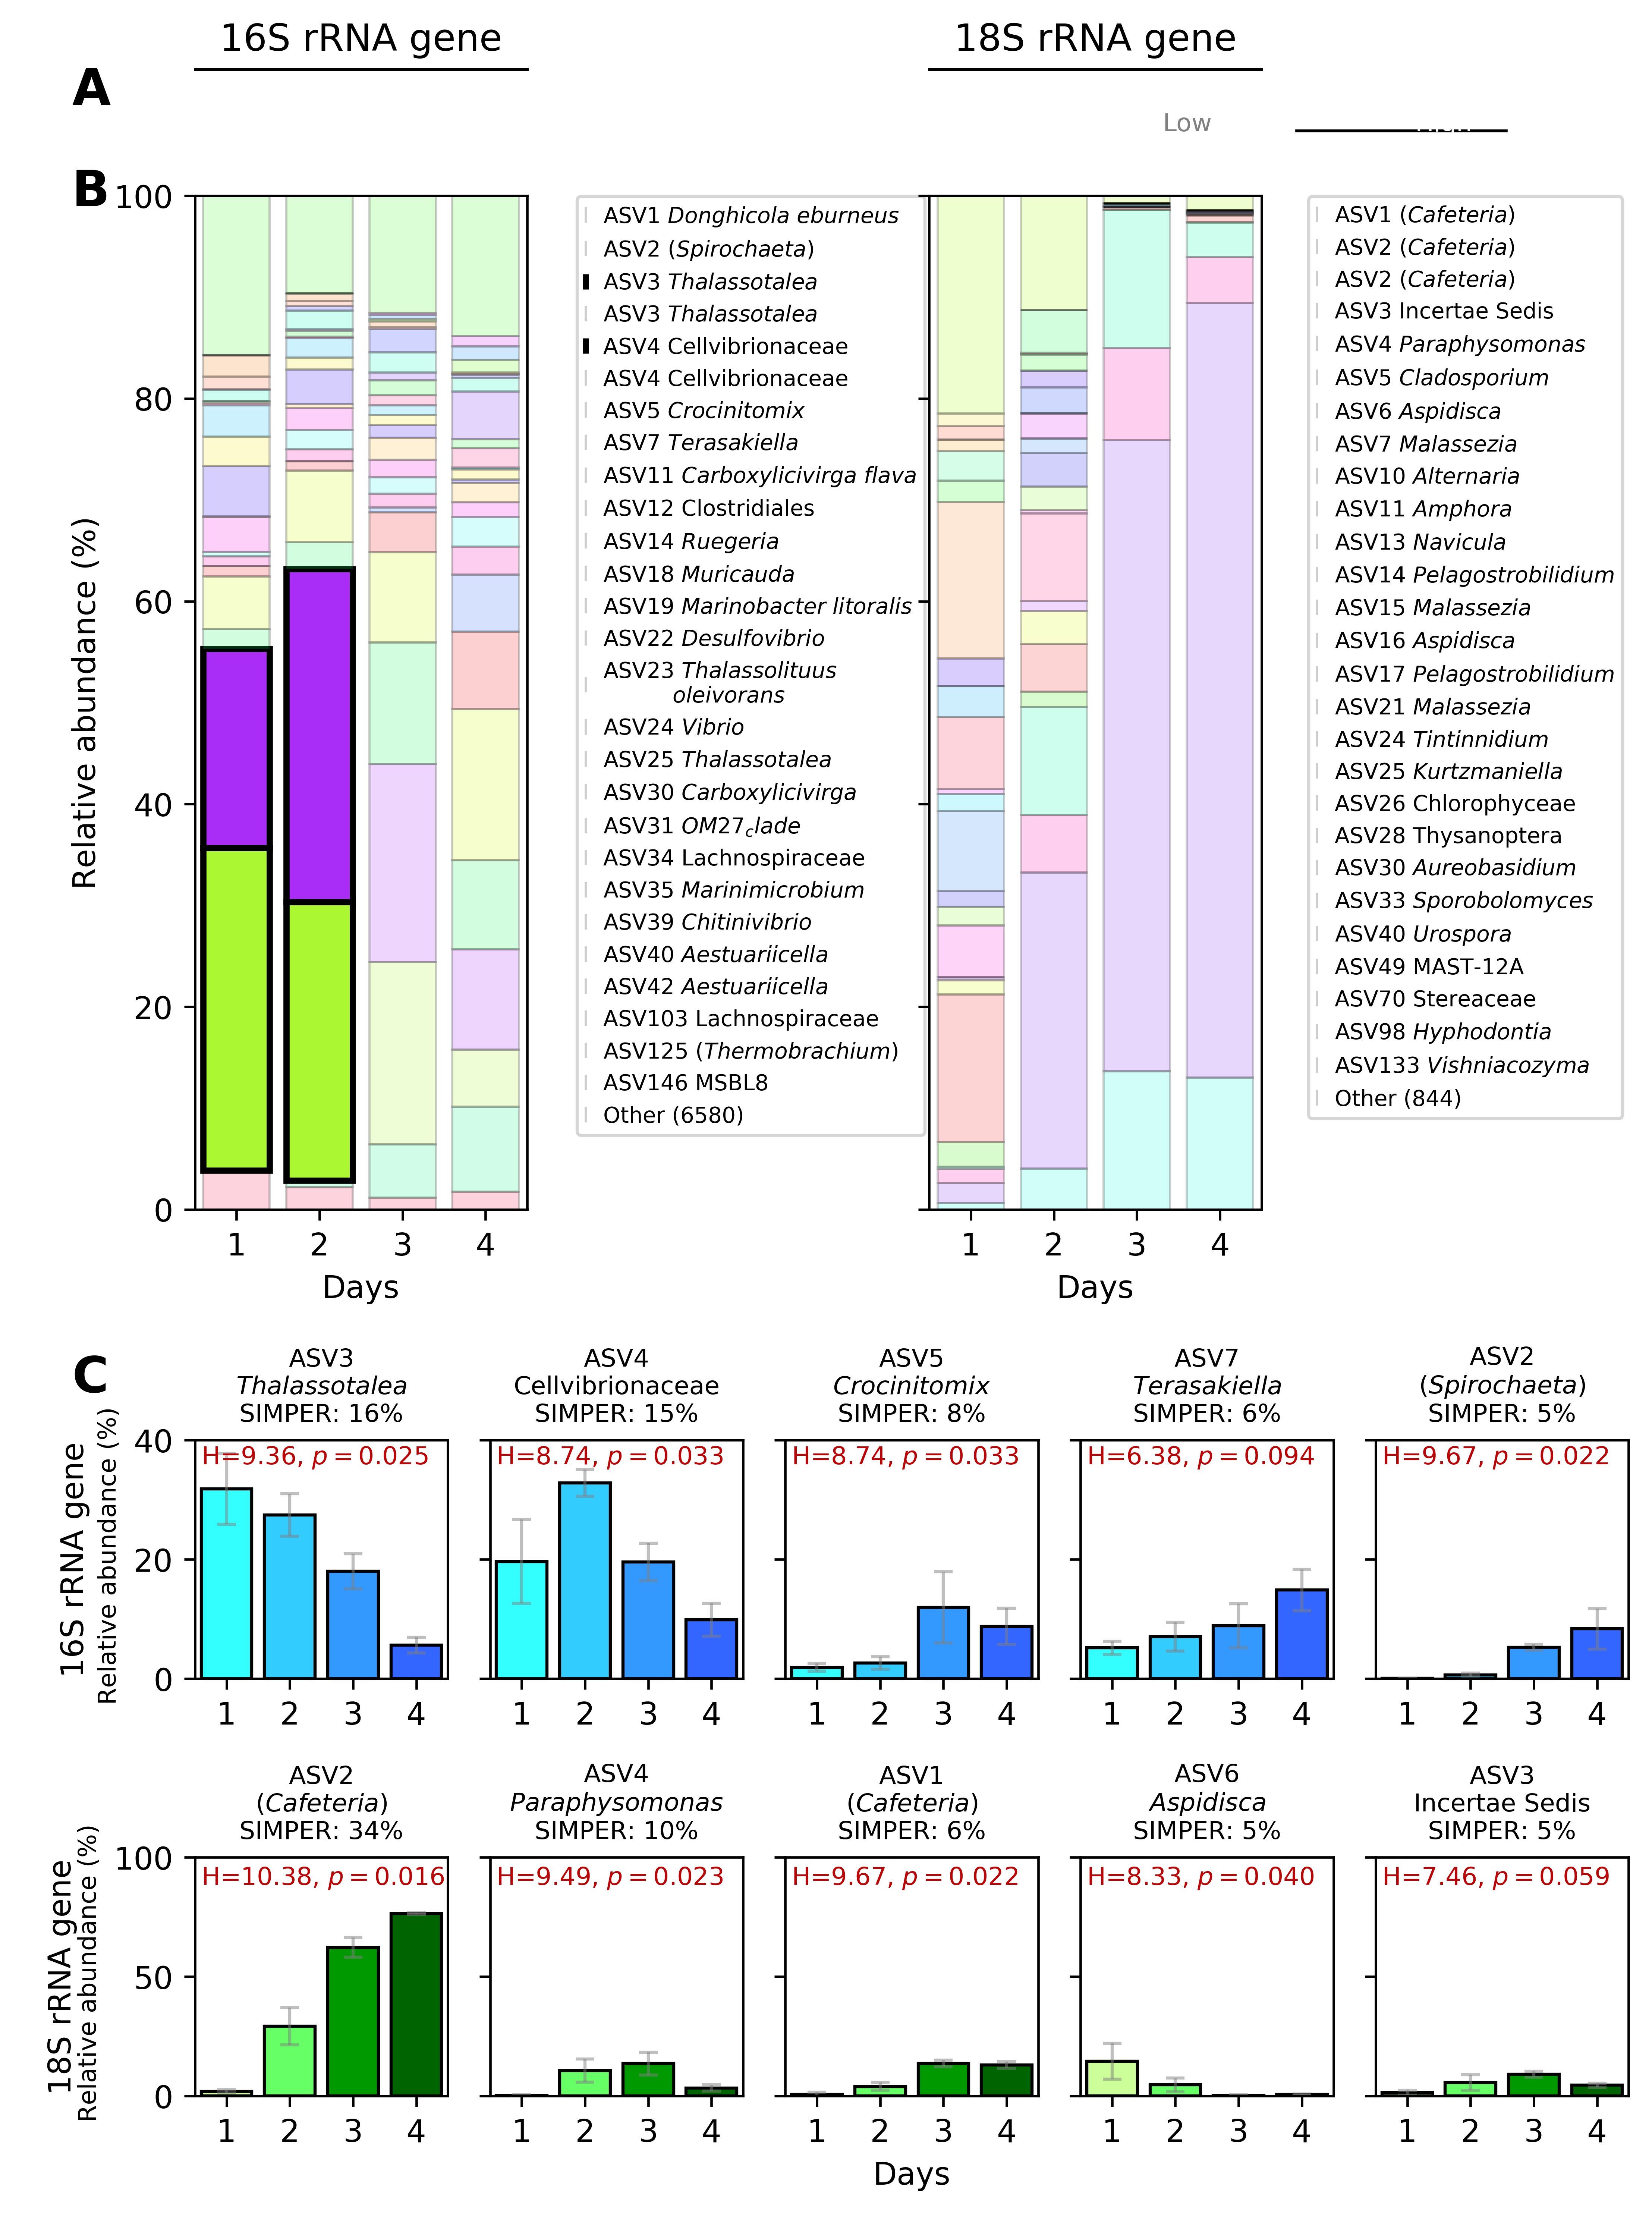 16S rRNA gene
18S rRNA gene
A
Low
B
100
80
60
40
20
0
Relative abundance (%)
1 2 3 4
Days
ASV1 Donghicola eburneus
ASV2 (Spirochaeta)
ASV3 Thalassotalea
ASV3 Thalassotalea
ASV4 Cellvibrionaceae
ASV4 Cellvibrionaceae
ASV5 Crocinitomix
ASV7 Terasakiella
ASV11 Carboxylicivirga flava
ASV12 Clostridiales
ASV14 Ruegeria
ASV18 Muricauda
ASV19 Marinobacter litoralis
ASV22 Desulfovibrio
ASV23 Thalassolituus
oleivorans
ASV24 Vibrio
ASV25 Thalassotalea
ASV30 Carboxylicivirga
ASV31 OM27clade
ASV34 Lachnospiraceae
ASV35 Marinimicrobium
ASV39 Chitinivibrio
ASV40 Aestuariicella
ASV42 Aestuariicella
ASV103 Lachnospiraceae
ASV125 (Thermobrachium)
ASV146 MSBL8
Other (6580)
1 2 3 4
Days
ASV1 (Cafeteria)
ASV2 (Cafeteria)
ASV2 (Cafeteria)
ASV3 Incertae Sedis
ASV4 Paraphysomonas
ASV5 Cladosporium
ASV6 Aspidisca
ASV7 Malassezia
ASV10 Alternaria
ASV11 Amphora
ASV13 Navicula
ASV14 Pelagostrobilidium
ASV15 Malassezia
ASV16 Aspidisca
ASV17 Pelagostrobilidium
ASV21 Malassezia
ASV24 Tintinnidium
ASV25 Kurtzmaniella
ASV26 Chlorophyceae
ASV28 Thysanoptera
ASV30 Aureobasidium
ASV33 Sporobolomyces
ASV40 Urospora
ASV49 MAST-12A
ASV70 Stereaceae
ASV98 Hyphodontia
ASV133 Vishniacozyma
Other (844)
C
16S rRNA gene
Relative abundance (%)
40
20
0
ASV3
Thalassotalea
SIMPER: 16%
H=9.36, p = 0.025
1 2 3 4
ASV4
Cellvibrionaceae
SIMPER: 15%
H=8.74, p = 0.033
1 2 3 4
ASV5
Crocinitomix
SIMPER: 8%
H=8.74, p = 0.033
1 2 3 4
ASV7
Terasakiella
SIMPER: 6%
H=6.38, p = 0.094
1 2 3 4
ASV2
(Spirochaeta)
SIMPER: 5%
H=9.67, p = 0.022
1 2 3 4
18S rRNA gene
Relative abundance (%)
100
50
0
ASV2
(Cafeteria)
SIMPER: 34%
H=10.38, p = 0.016
1 2 3 4
ASV4
Paraphysomonas
SIMPER: 10%
H=9.49, p = 0.023
1 2 3 4
ASV1
(Cafeteria)
SIMPER: 6%
H=9.67, p = 0.022
1 2 3 4
ASV6
Aspidisca
SIMPER: 5%
H=8.33, p = 0.040
1 2 3 4
ASV3
Incertae Sedis
SIMPER: 5%
H=7.46, p = 0.059
1 2 3 4
Days